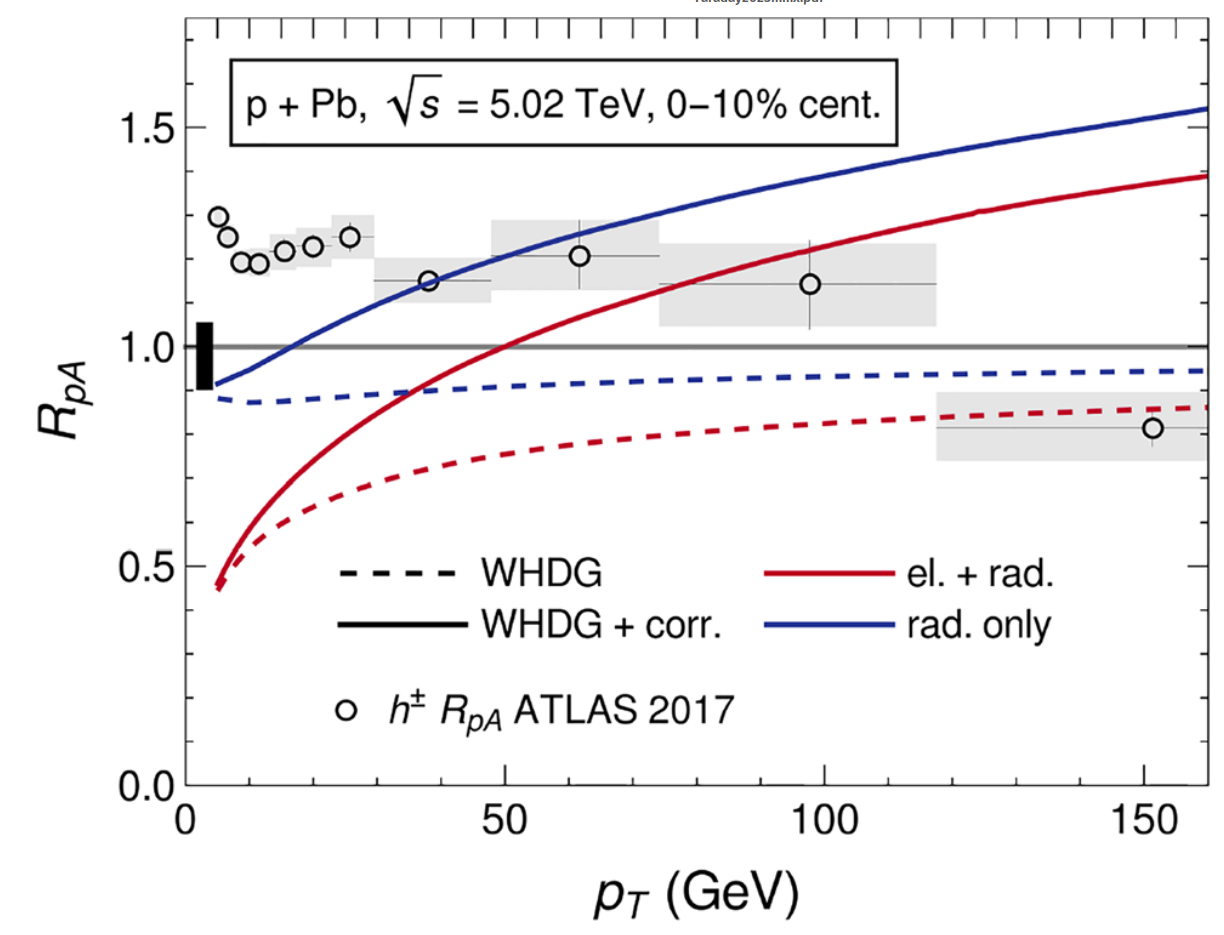 p + Pb, √s = 5.02 TeV, 0–10% cent.
1.5
1.0
0.5
0.0
R_pA
WHDG
el. + rad.
WHDG + corr.
rad. only
h± R_pA ATLAS 2017
0
50
100
150
p_T (GeV)